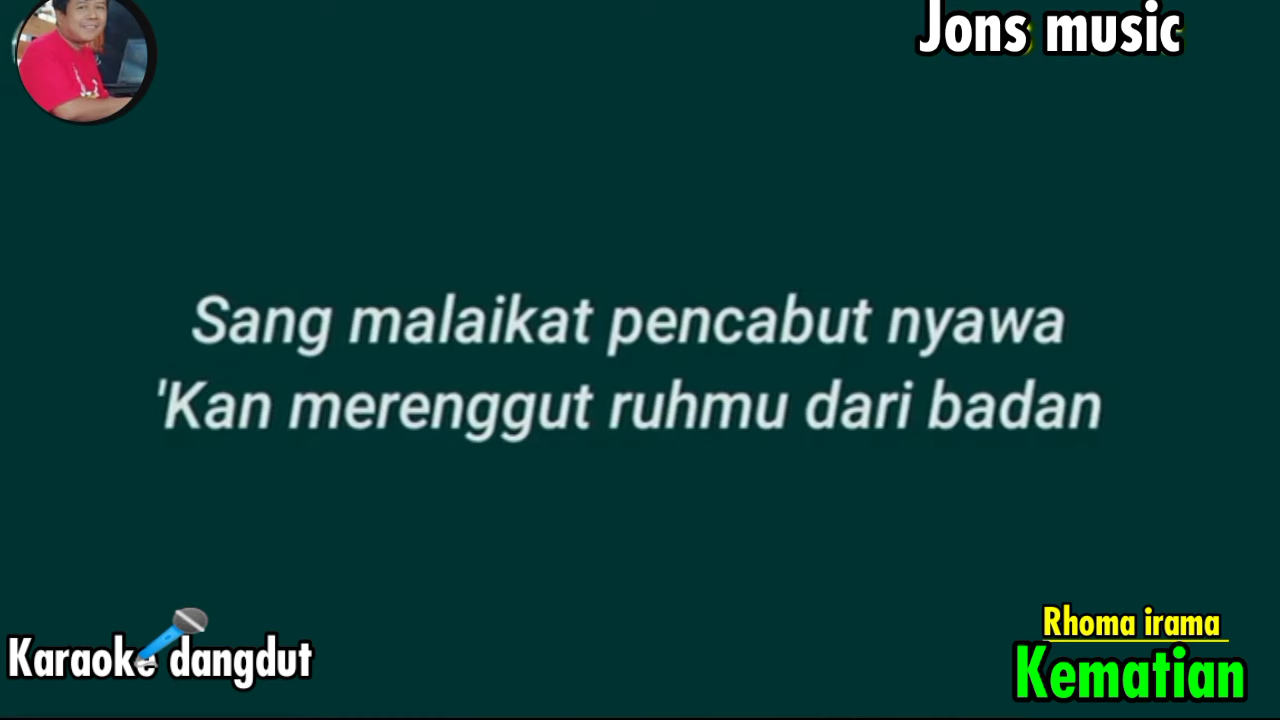 Jons music
Sang malaikat pencabut nyawa
'Kan merenggut ruhmu dari badan
Karaoke dangdut
Rhoma irama
Kematian